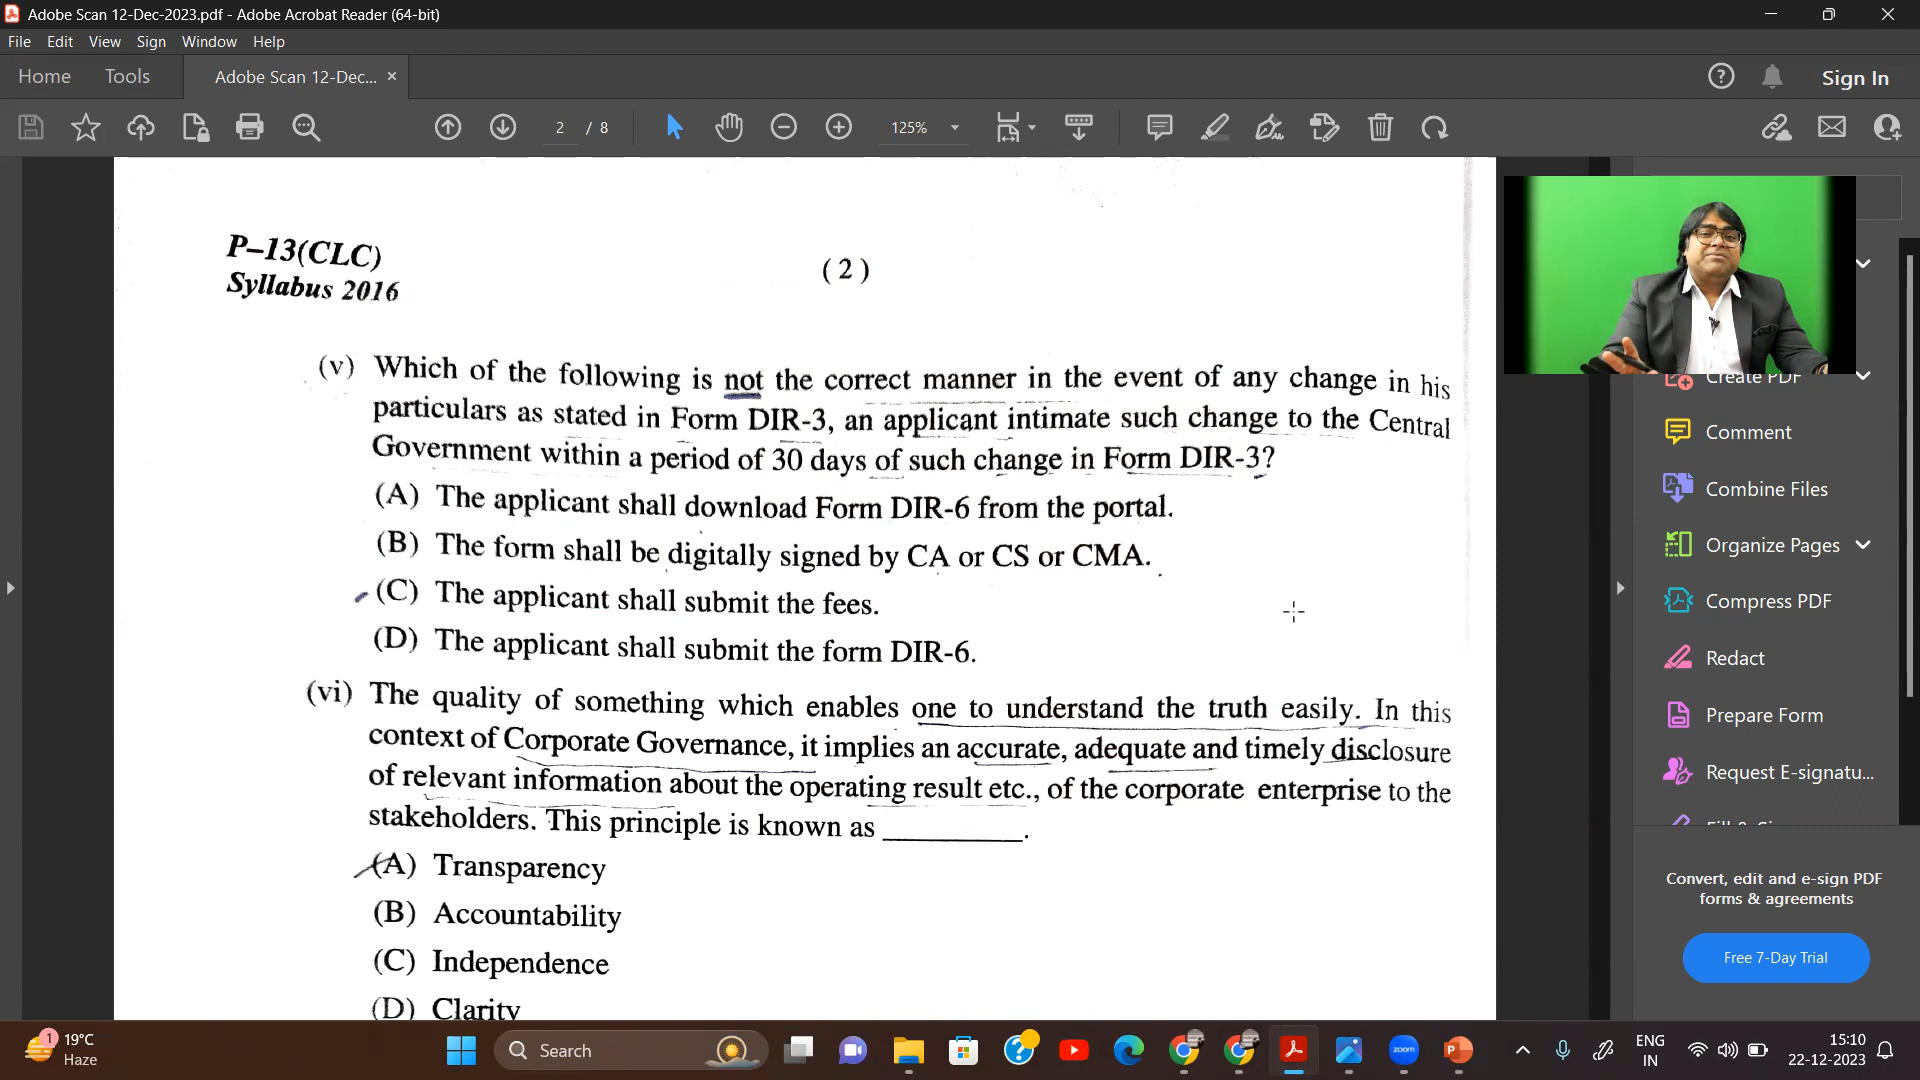 Adobe Scan 12-Dec-2023.pdf - Adobe Acrobat Reader (64-bit)
File Edit View Sign Window Help
Home Tools Adobe Scan 12-Dec... × Sign In
2 / 8 125%
P–13(CLC)
Syllabus 2016
( 2 )
(v) Which of the following is not the correct manner in the event of any change in his
particulars as stated in Form DIR-3, an applicant intimate such change to the Central
Government within a period of 30 days of such change in Form DIR-3?
(A) The applicant shall download Form DIR-6 from the portal.
(B) The form shall be digitally signed by CA or CS or CMA.
(C) The applicant shall submit the fees.
(D) The applicant shall submit the form DIR-6.
(vi) The quality of something which enables one to understand the truth easily. In this
context of Corporate Governance, it implies an accurate, adequate and timely disclosure
of relevant information about the operating result etc., of the corporate enterprise to the
stakeholders. This principle is known as __________.
(A) Transparency
(B) Accountability
(C) Independence
(D) Clarity
Create PDF
Comment
Combine Files
Organize Pages
Compress PDF
Redact
Prepare Form
Request E-signatu...
Convert, edit and e-sign PDF
forms & agreements
Free 7-Day Trial
1
19°C
Haze
Search
zoom
ENG
IN
15:10
22-12-2023